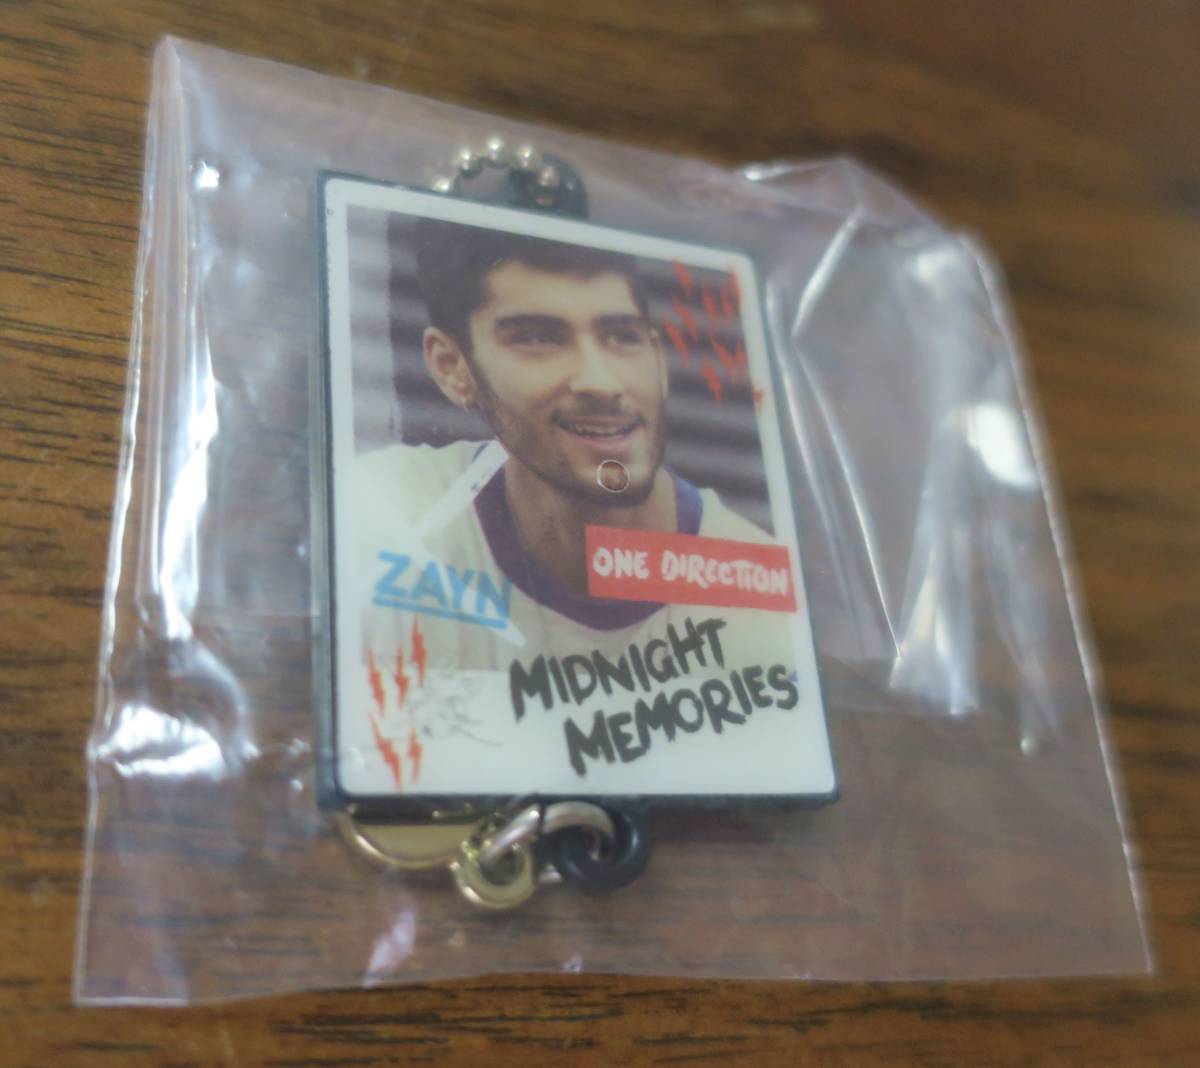 ZAYN
ONE DIRECTION
MIDNIGHT
MEMORIES